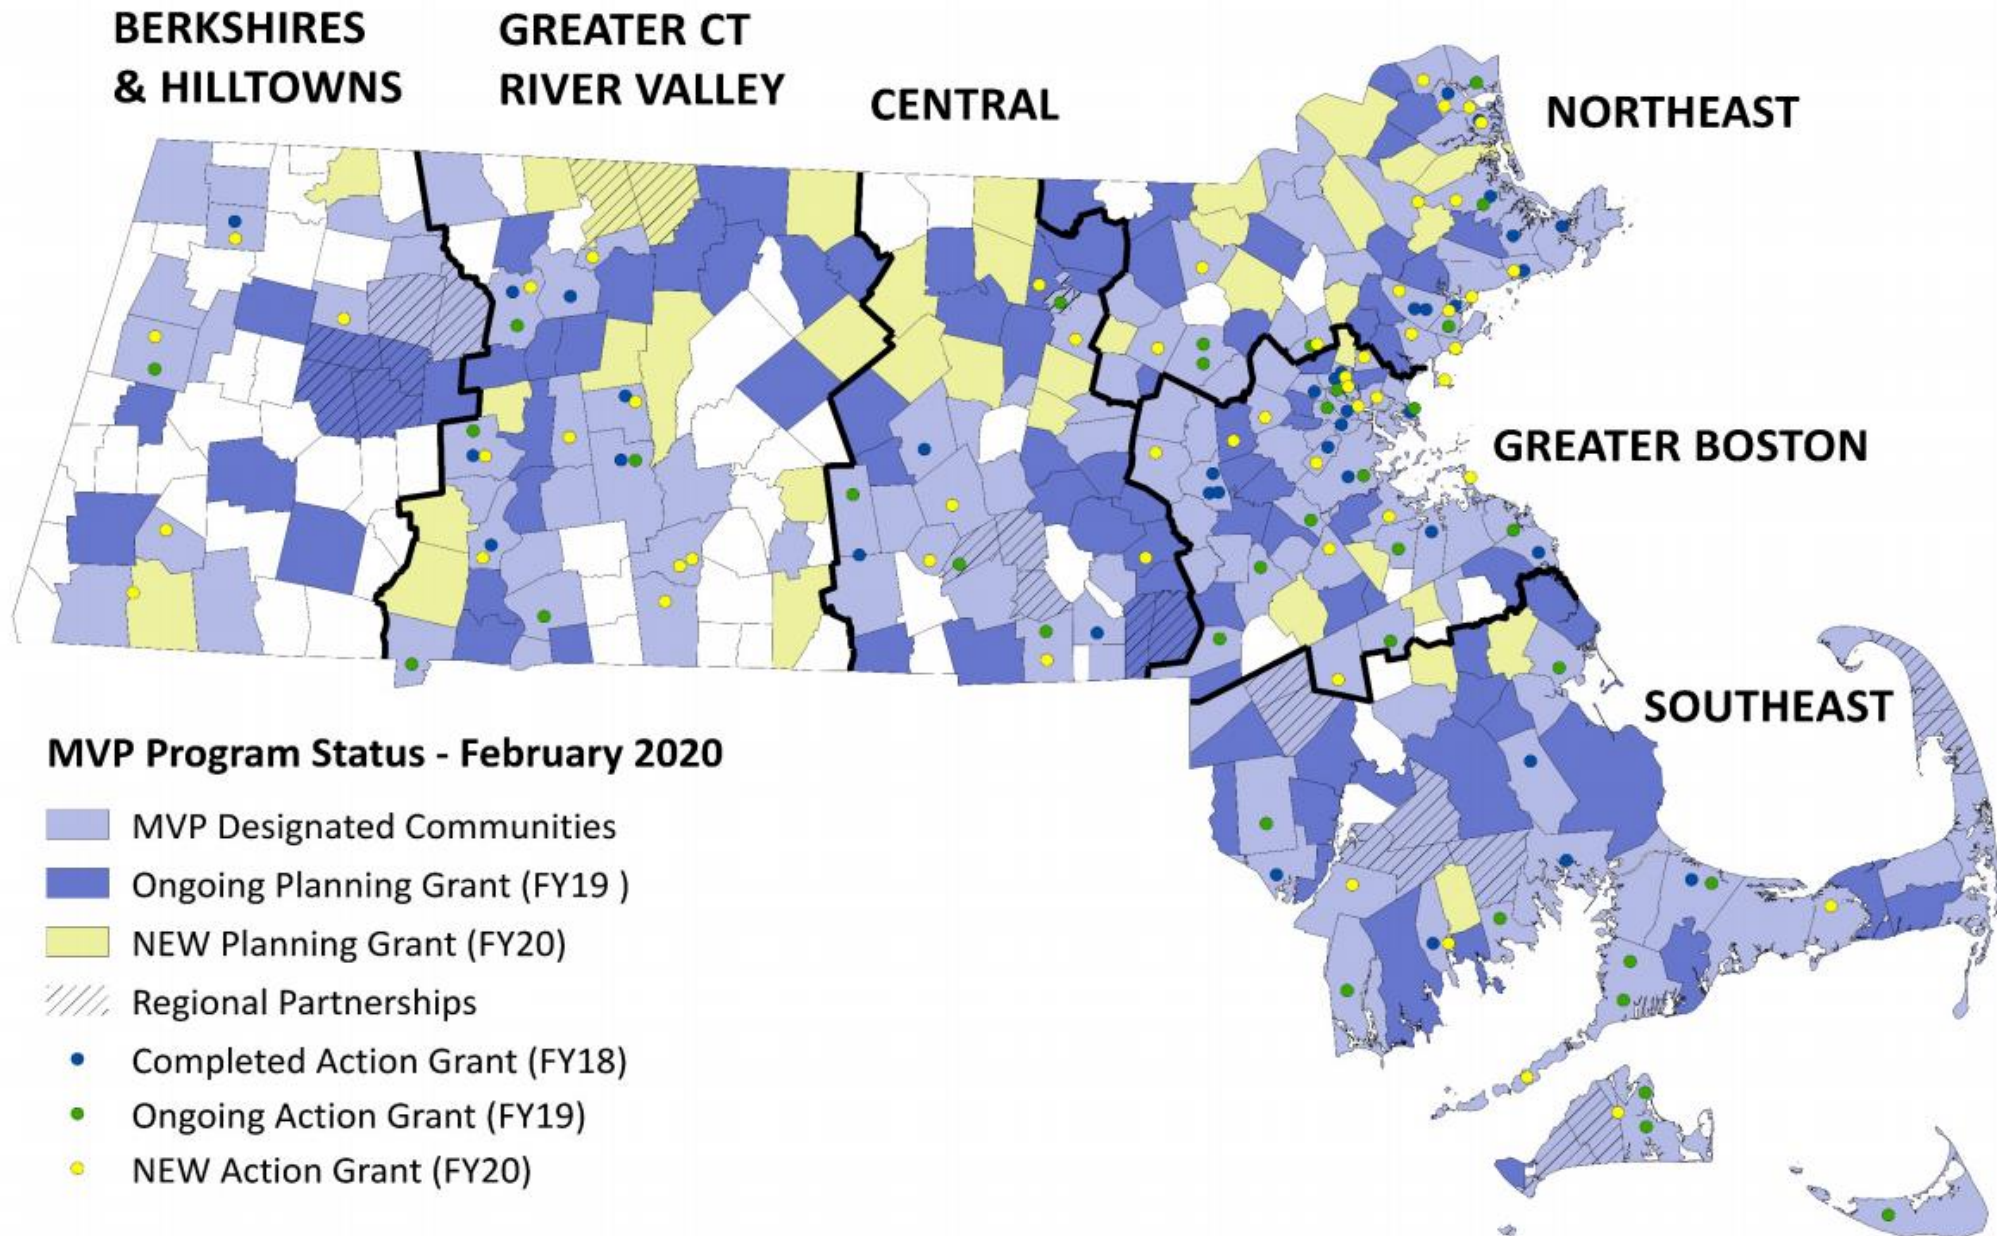 BERKSHIRES
& HILLTOWNS
GREATER CT
RIVER VALLEY
CENTRAL
NORTHEAST
GREATER BOSTON
SOUTHEAST
MVP Program Status - February 2020
MVP Designated Communities
Ongoing Planning Grant (FY19 )
NEW Planning Grant (FY20)
Regional Partnerships
Completed Action Grant (FY18)
Ongoing Action Grant (FY19)
NEW Action Grant (FY20)